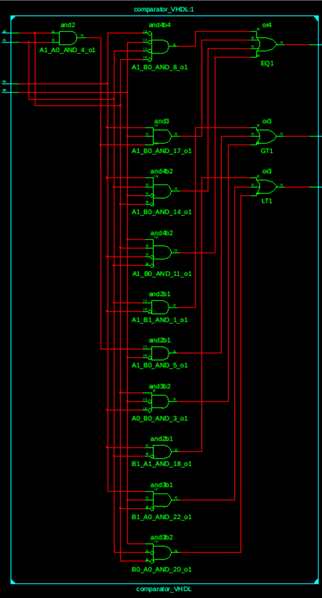 comparator_VHDL:1
and2
A1_A0_AND_4_o1
and4b4
A1_B0_AND_8_o1
or4
EQ1
and3
A1_B0_AND_17_o1
or3
GT1
and4b2
A1_B0_AND_14_o1
or3
LT1
and4b2
A1_B0_AND_11_o1
and2b1
A1_B1_AND_1_o1
and2b1
A1_B0_AND_5_o1
and3b2
A0_B0_AND_3_o1
and2b1
B1_A1_AND_18_o1
and3b1
B1_A0_AND_22_o1
and3b2
B0_A0_AND_20_o1
comparator_VHDL